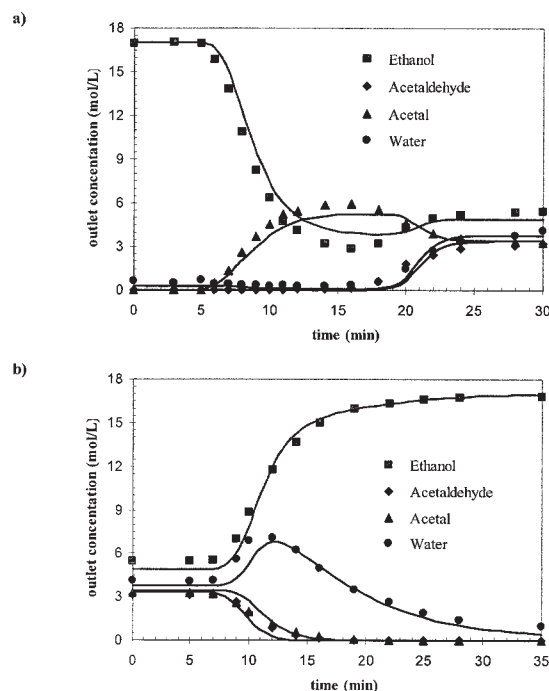 a)
18
15
12
9
6
3
0
outlet concentration (mol/L)
Ethanol
Acetaldehyde
Acetal
Water
0 5 10 15 20 25 30
time (min)
b)
18
15
12
9
6
3
0
outlet concentration (mol/L)
Ethanol
Acetaldehyde
Acetal
Water
0 5 10 15 20 25 30 35
time (min)